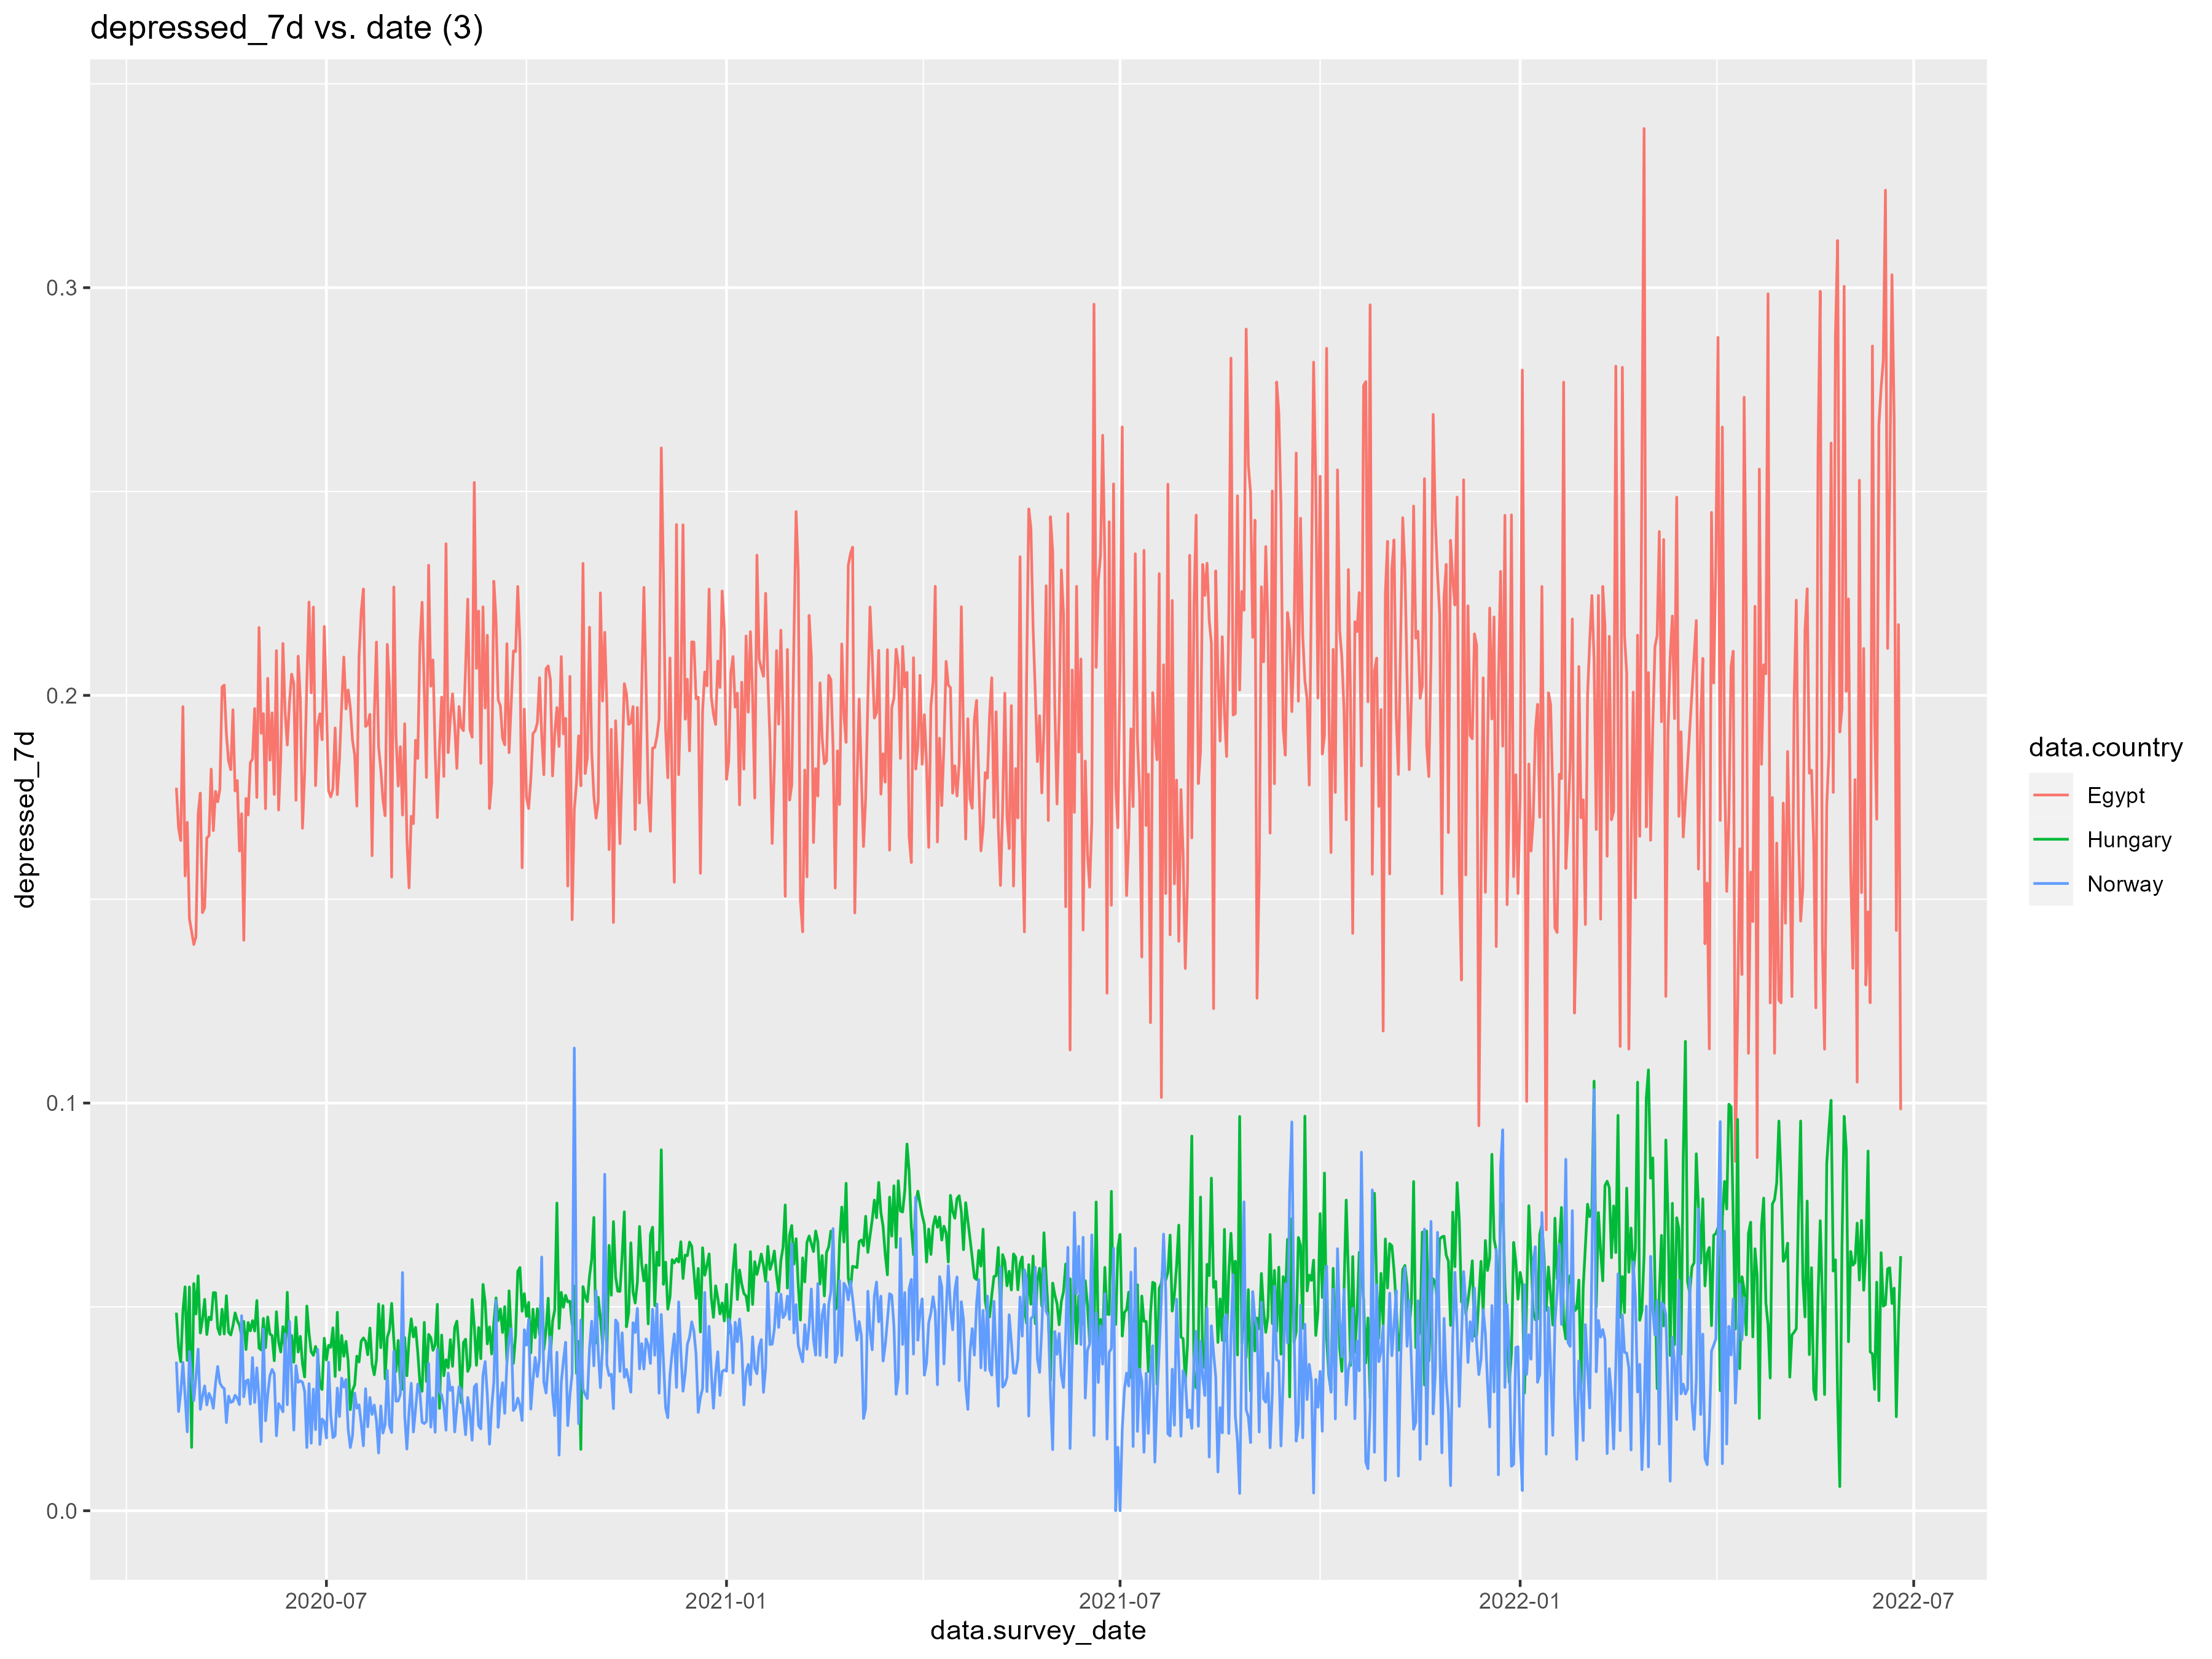 depressed_7d vs. date (3)
0.3
0.2
0.1
0.0
depressed_7d
2020-07
2021-01
2021-07
2022-01
2022-07
data.survey_date
data.country
Egypt
Hungary
Norway